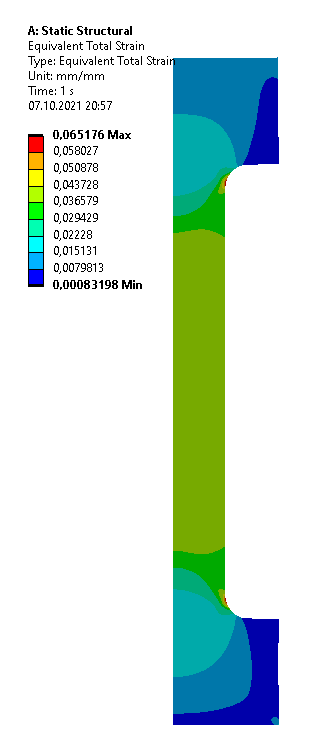 A: Static Structural
Equivalent Total Strain
Type: Equivalent Total Strain
Unit: mm/mm
Time: 1 s
07.10.2021 20:57
0,065176 Max
0,058027
0,050878
0,043728
0,036579
0,029429
0,02228
0,015131
0,0079813
0,00083198 Min